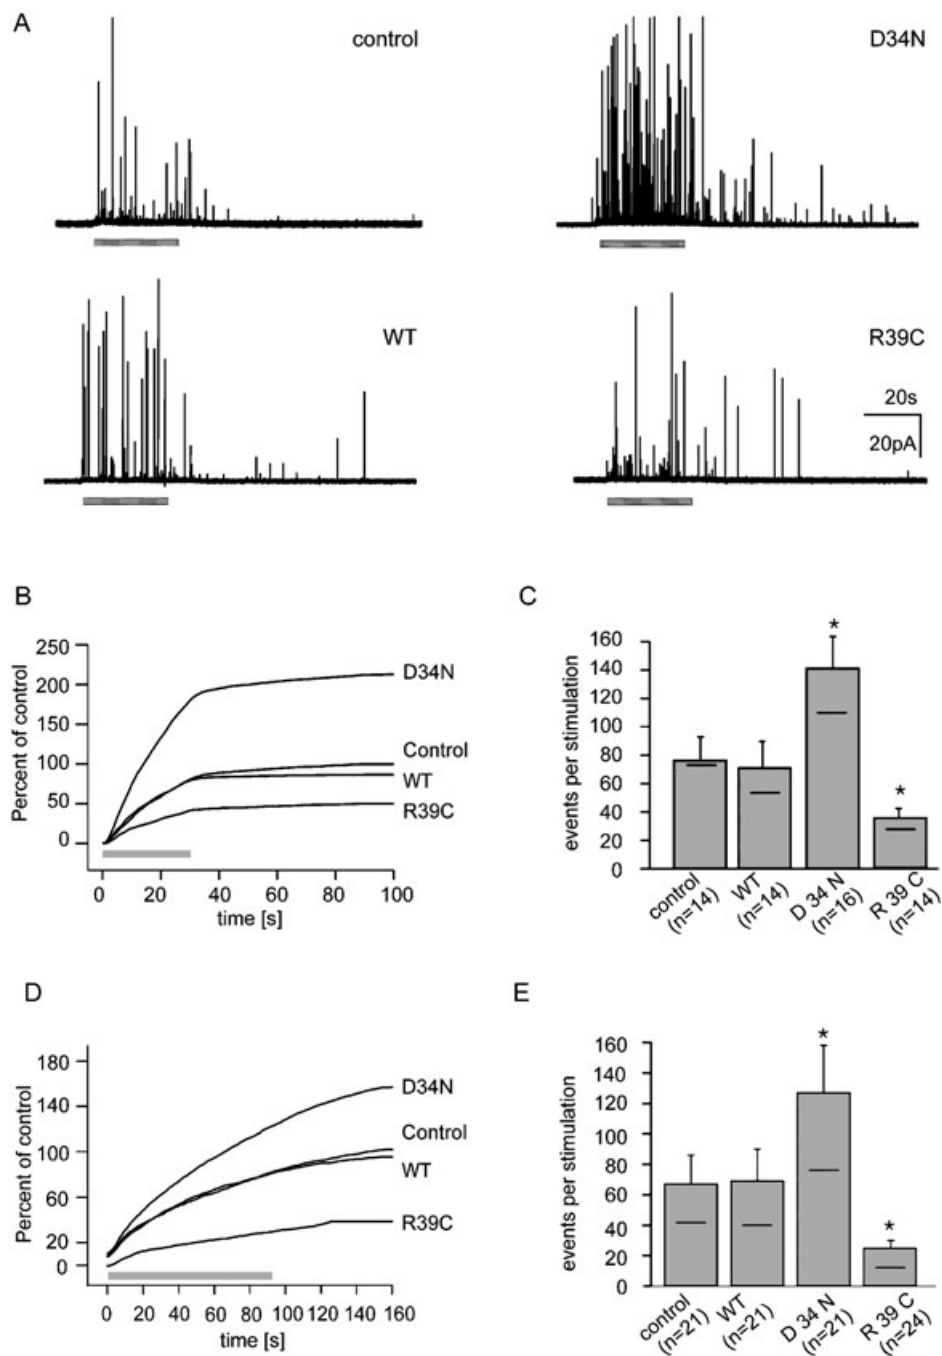 A
control
D34N
WT
R39C
20s
20pA
B
C
250
200
150
100
50
0
Percent of control
D34N
Control
WT
R39C
0 20 40 60 80 100
time [s]
160
140
120
100
80
60
40
20
0
events per stimulation
*
*
control
(n=14)
WT
(n=14)
D 34 N
(n=16)
R 39 C
(n=14)
D
E
180
140
100
60
20
0
Percent of control
D34N
Control
WT
R39C
0 20 40 60 80 100 120 140 160
time [s]
160
140
120
100
80
60
40
20
0
events per stimulation
*
*
control
(n=21)
WT
(n=21)
D 34 N
(n=21)
R 39 C
(n=24)